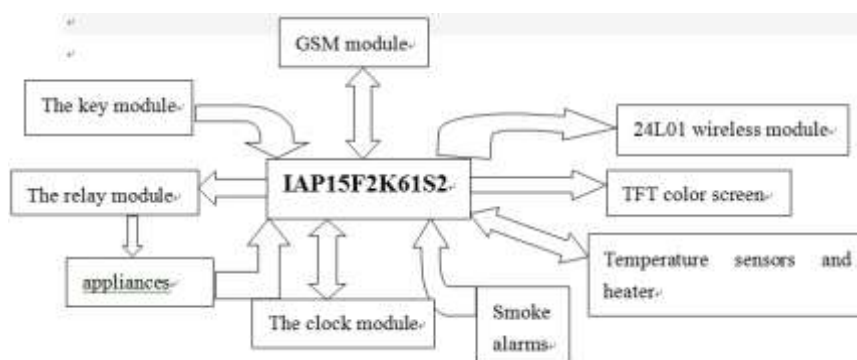 GSM module
The key module
24L01 wireless module
IAP15F2K61S2
The relay module
TFT color screen
Temperature sensors and
heater
appliances
The clock module
Smoke
alarms